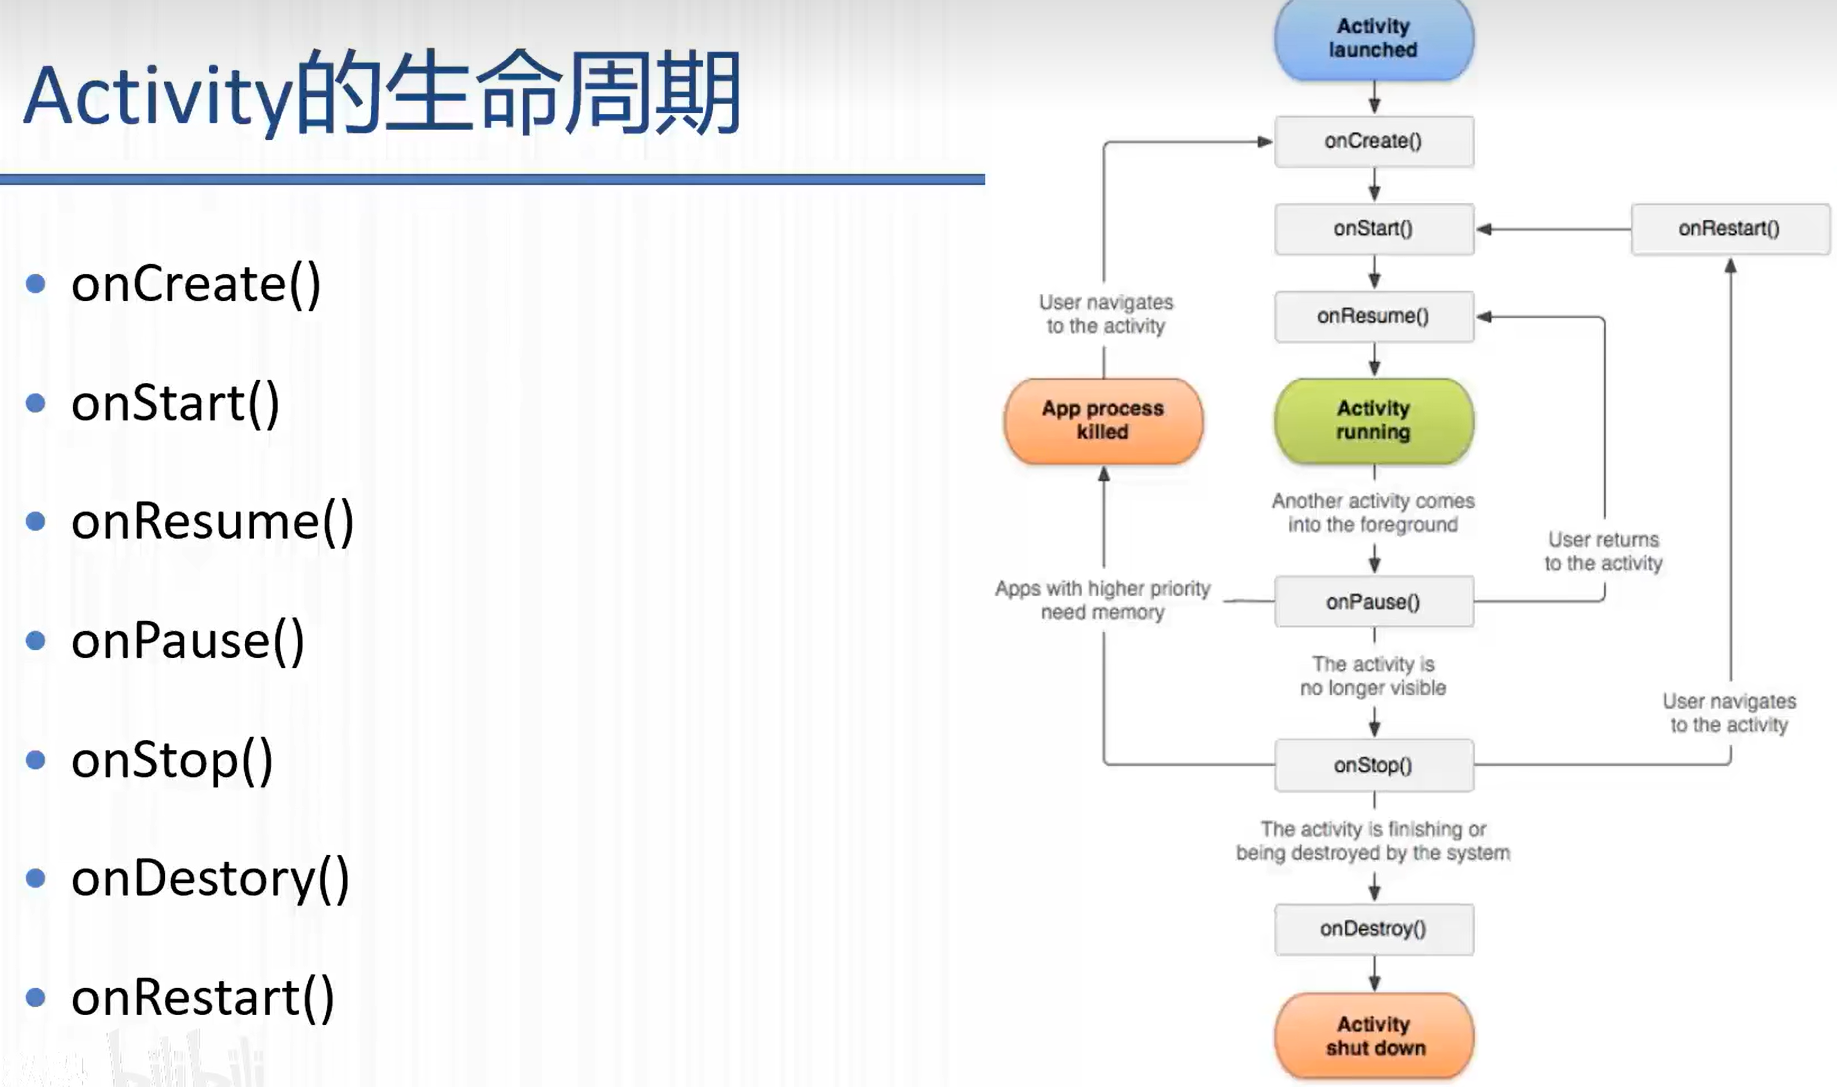 Activity的生命周期
onCreate()
onStart()
onResume()
onPause()
onStop()
onDestory()
onRestart()
bilibili
Activity
launched
onCreate()
onStart()
onRestart()
onResume()
User navigates
to the activity
App process
killed
Activity
running
Another activity comes
into the foreground
User returns
to the activity
Apps with higher priority
need memory
onPause()
The activity is
no longer visible
User navigates
to the activity
onStop()
The activity is finishing or
being destroyed by the system
onDestroy()
Activity
shut down